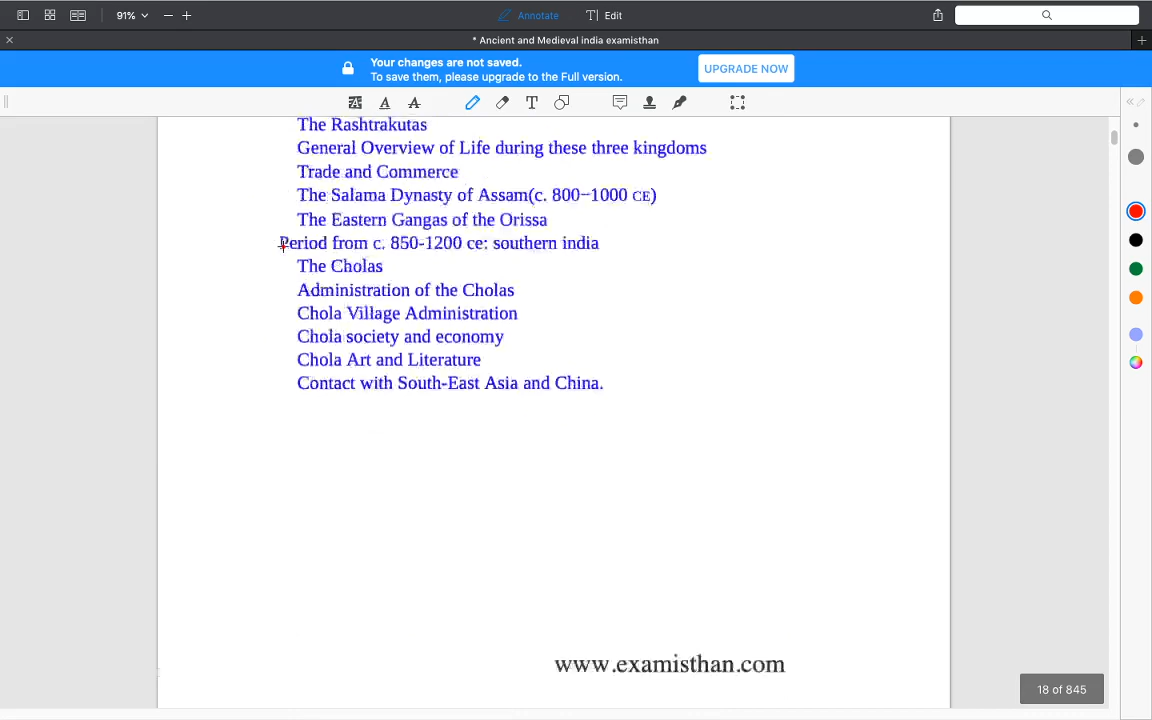 91%
Annotate
Edit
* Ancient and Medieval india examisthan
Your changes are not saved.
To save them, please upgrade to the Full version.
UPGRADE NOW
The Rashtrakutas
General Overview of Life during these three kingdoms
Trade and Commerce
The Salama Dynasty of Assam(c. 800–1000 CE)
The Eastern Gangas of the Orissa
Period from c. 850-1200 ce: southern india
The Cholas
Administration of the Cholas
Chola Village Administration
Chola society and economy
Chola Art and Literature
Contact with South-East Asia and China.
www.examisthan.com
18 of 845